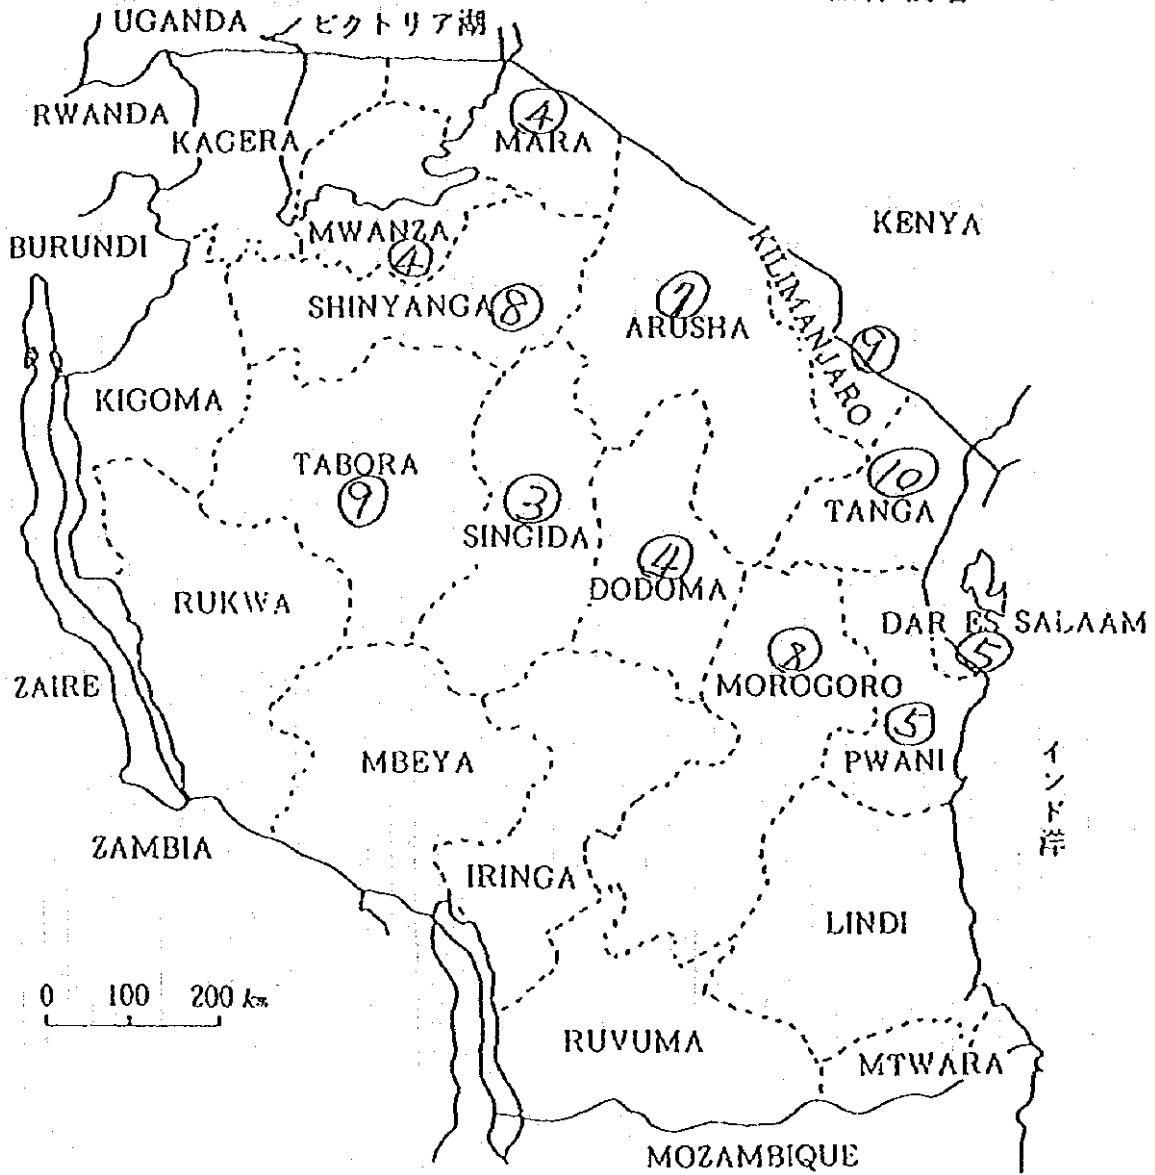 UGANDA
ビクトリア湖
RWANDA
KAGERA
④
MARA
BURUNDI
MWANZA
④
KENYA
KILIMANJARO
SHINYANGA
⑧
⑦
ARUSHA
⑨
KIGOMA
TABORA
⑨
③
SINGIDA
⑩
TANGA
④
DODOMA
RUKWA
DAR ES SALAAM
⑤
⑧
MOROGORO
ZAIRE
⑤
PWANI
MBEYA
インド洋
ZAMBIA
IRINGA
LINDI
0 100 200 km
RUVUMA
MTWARA
MOZAMBIQUE